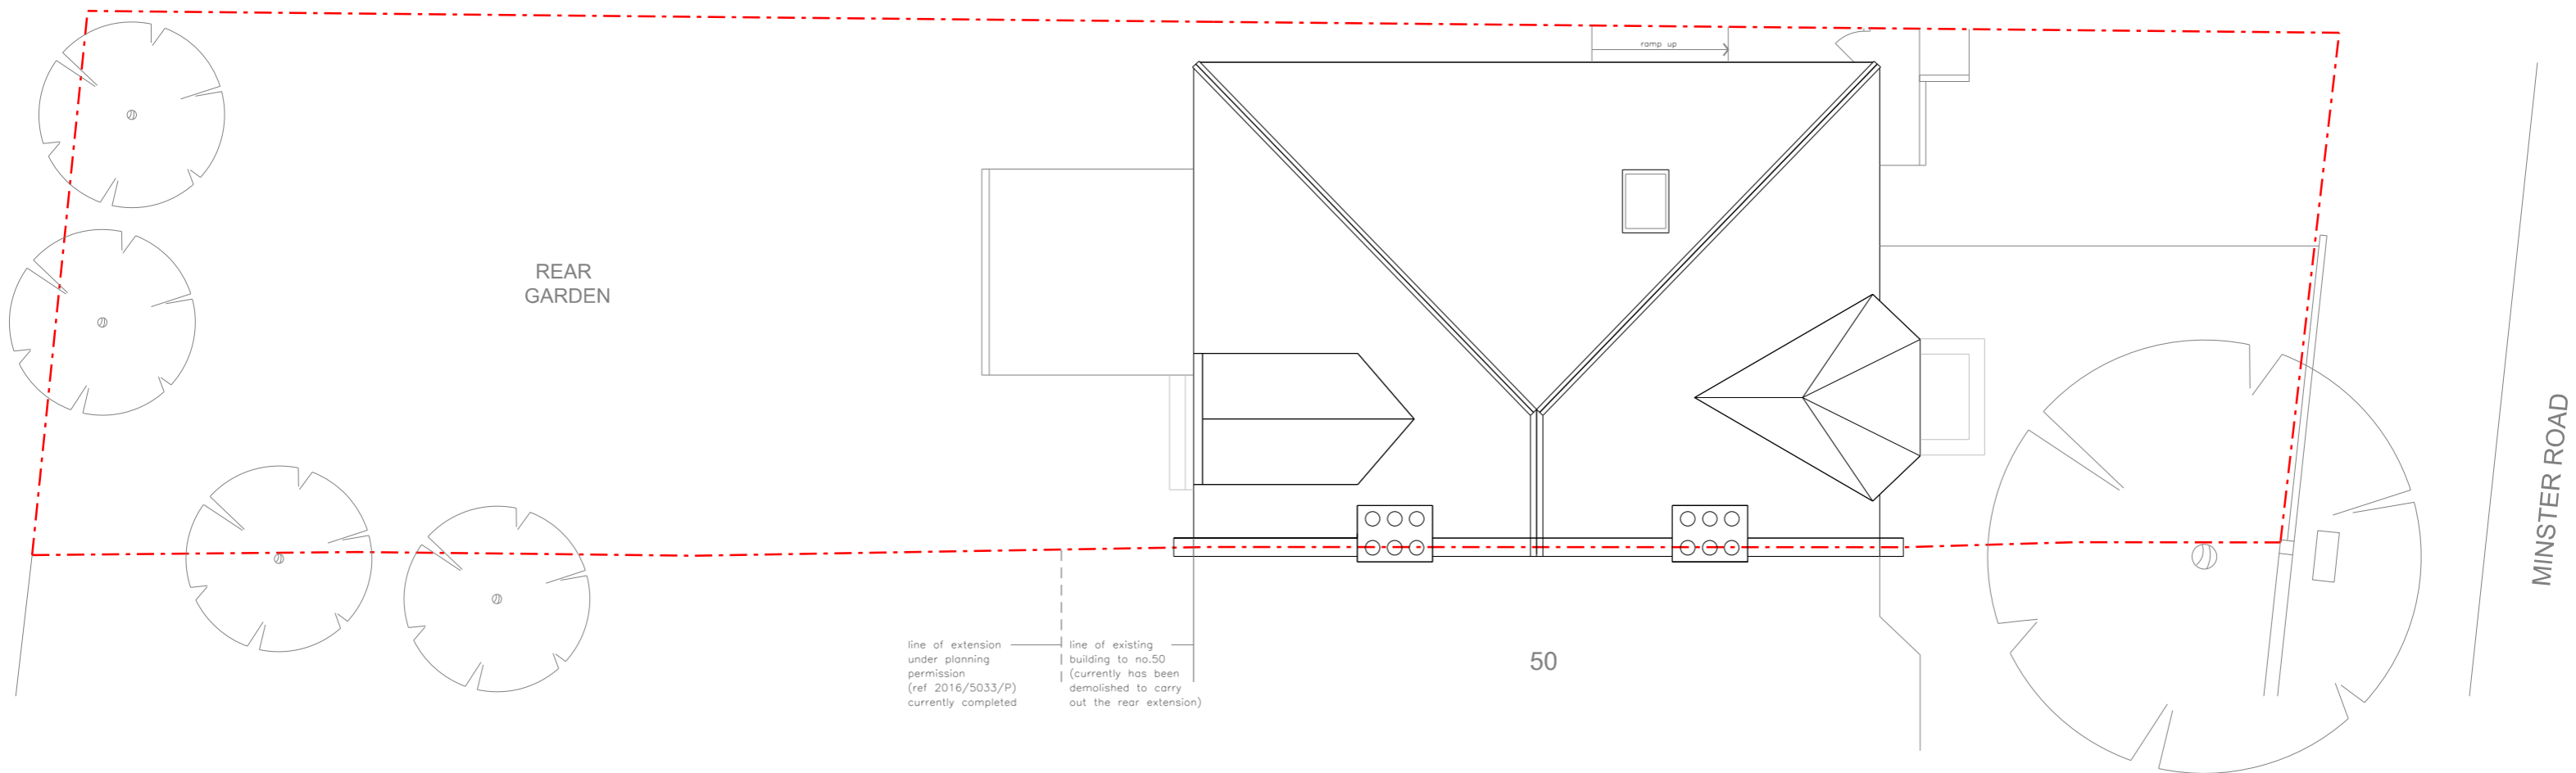 ramp up
REAR
GARDEN
MINSTER ROAD
line of extension
under planning
permission
(ref 2016/5033/P)
currently completed
line of existing
building to no.50
(currently has been
demolished to carry
out the rear extension)
50